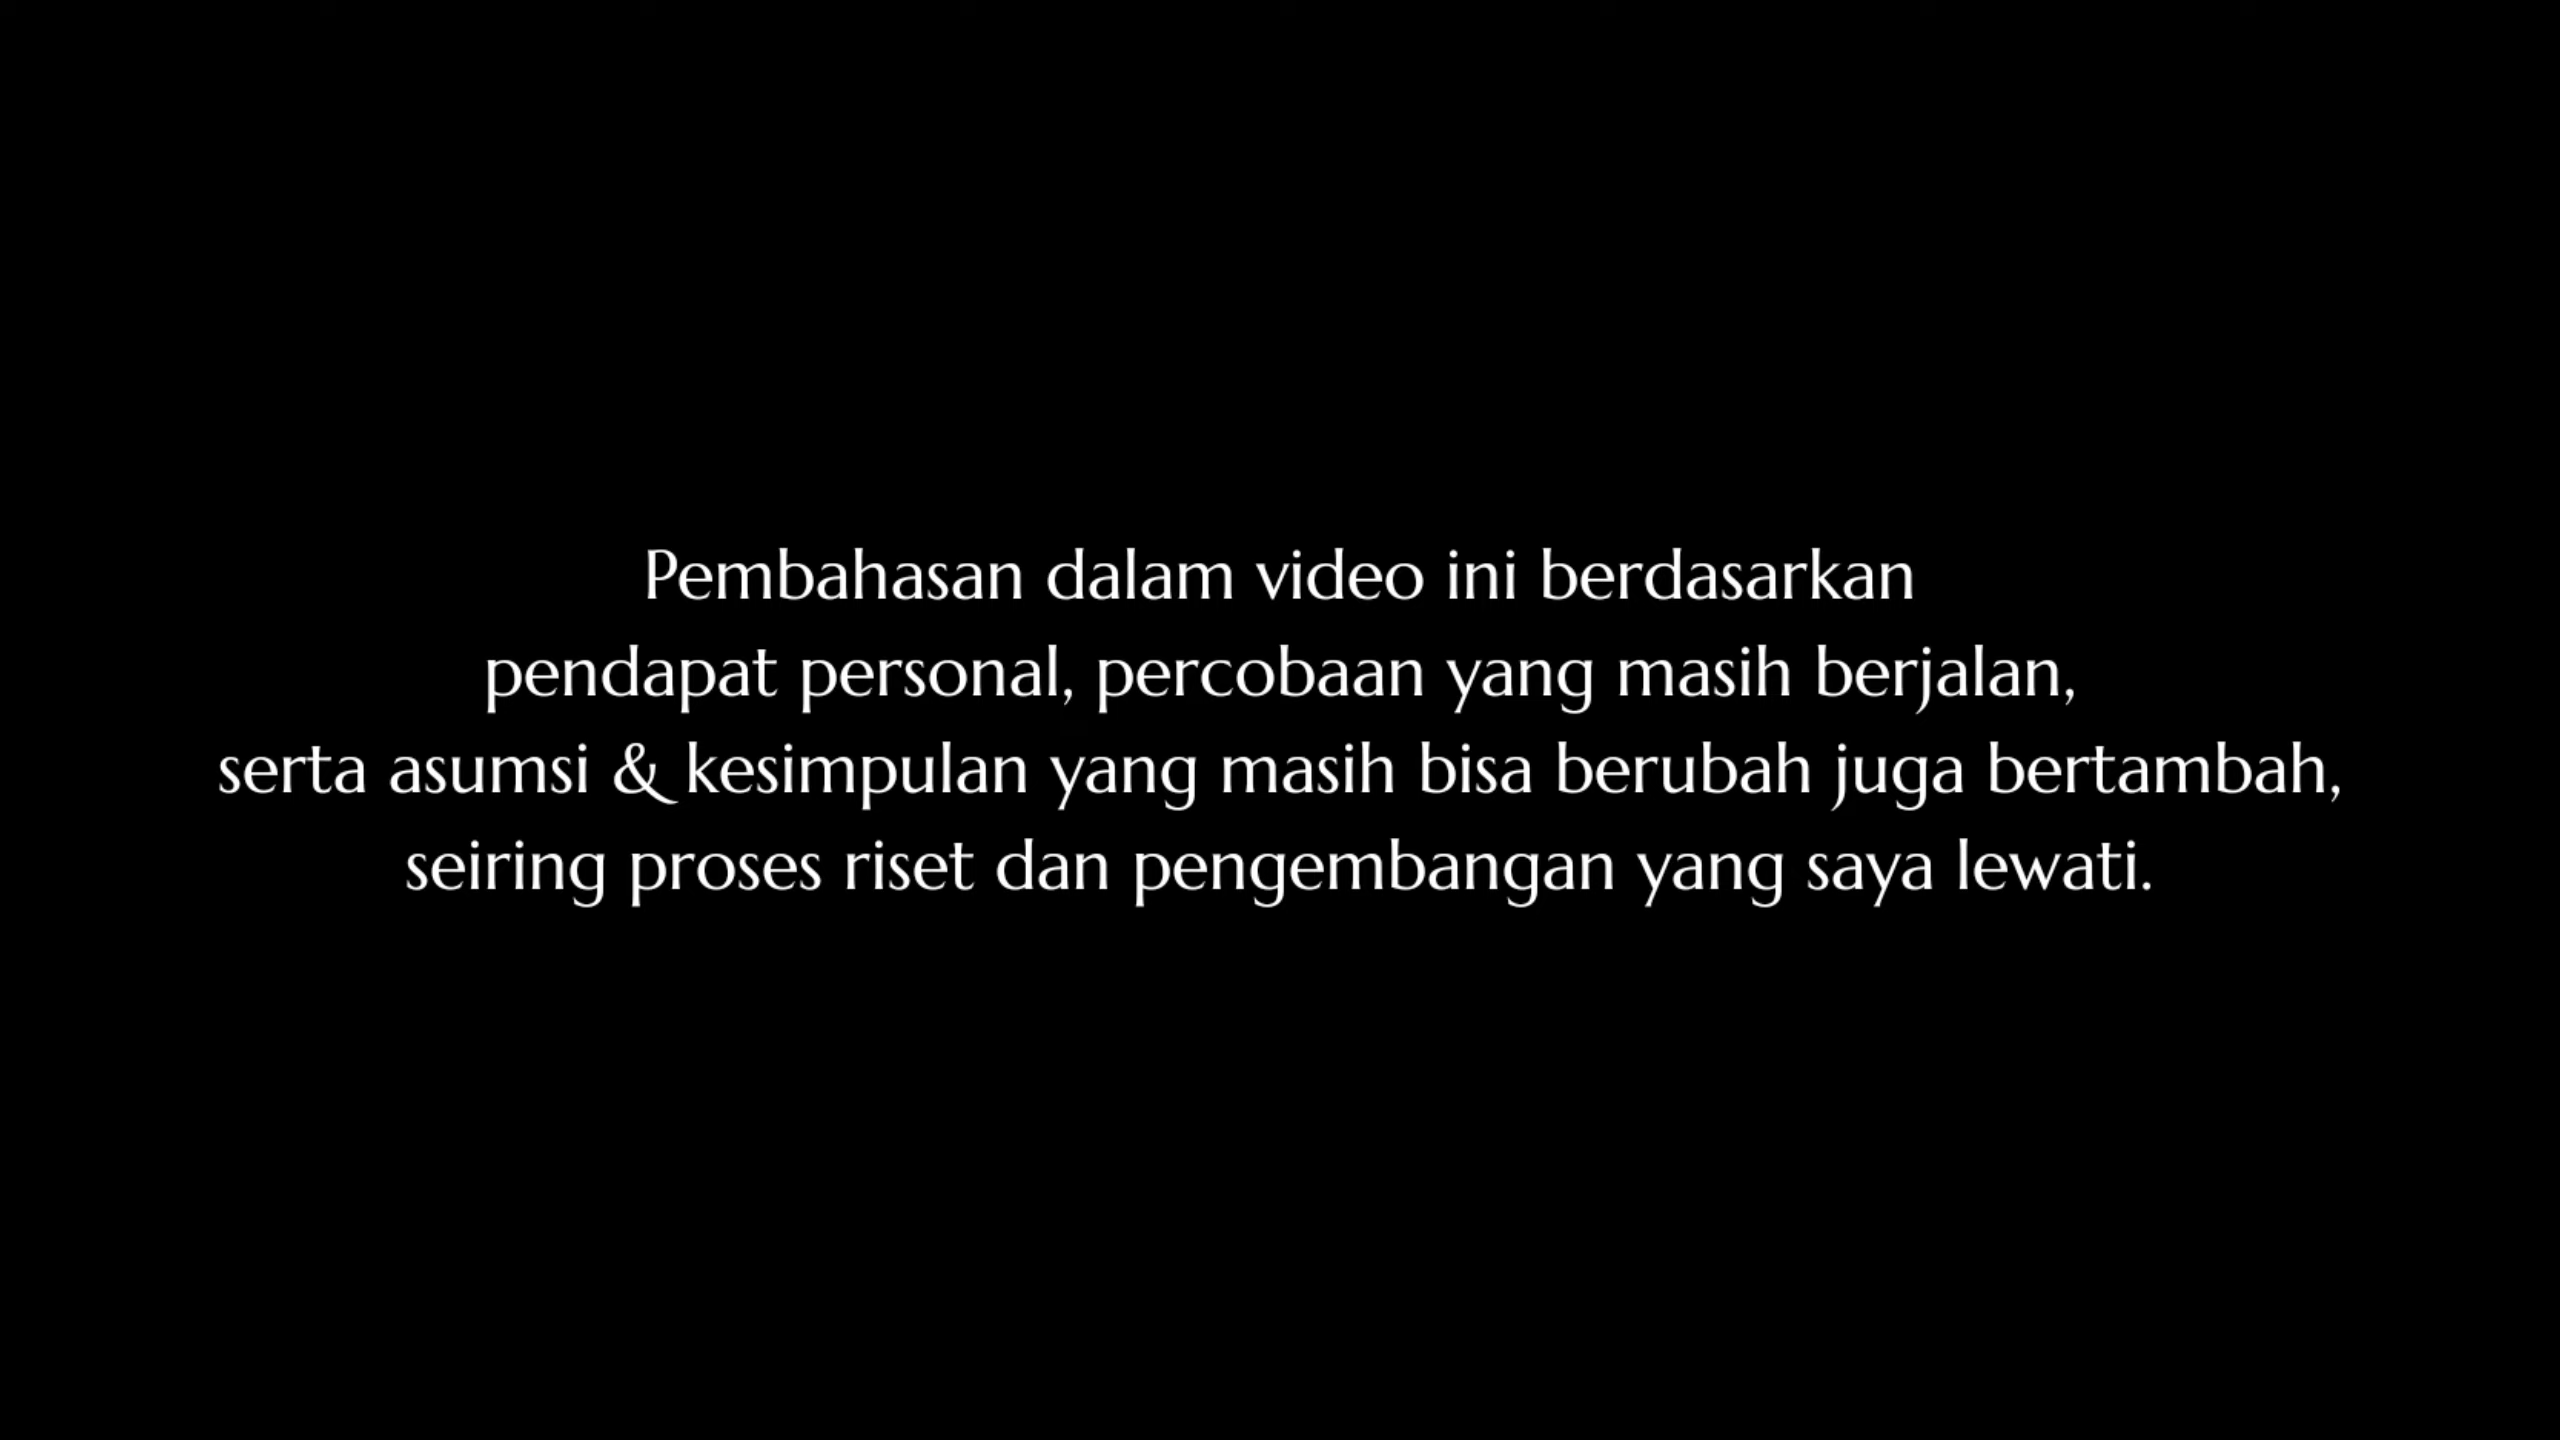 Pembahasan dalam video ini berdasarkan
pendapat personal, percobaan yang masih berjalan,
serta asumsi & kesimpulan yang masih bisa berubah juga bertambah,
seiring proses riset dan pengembangan yang saya lewati.